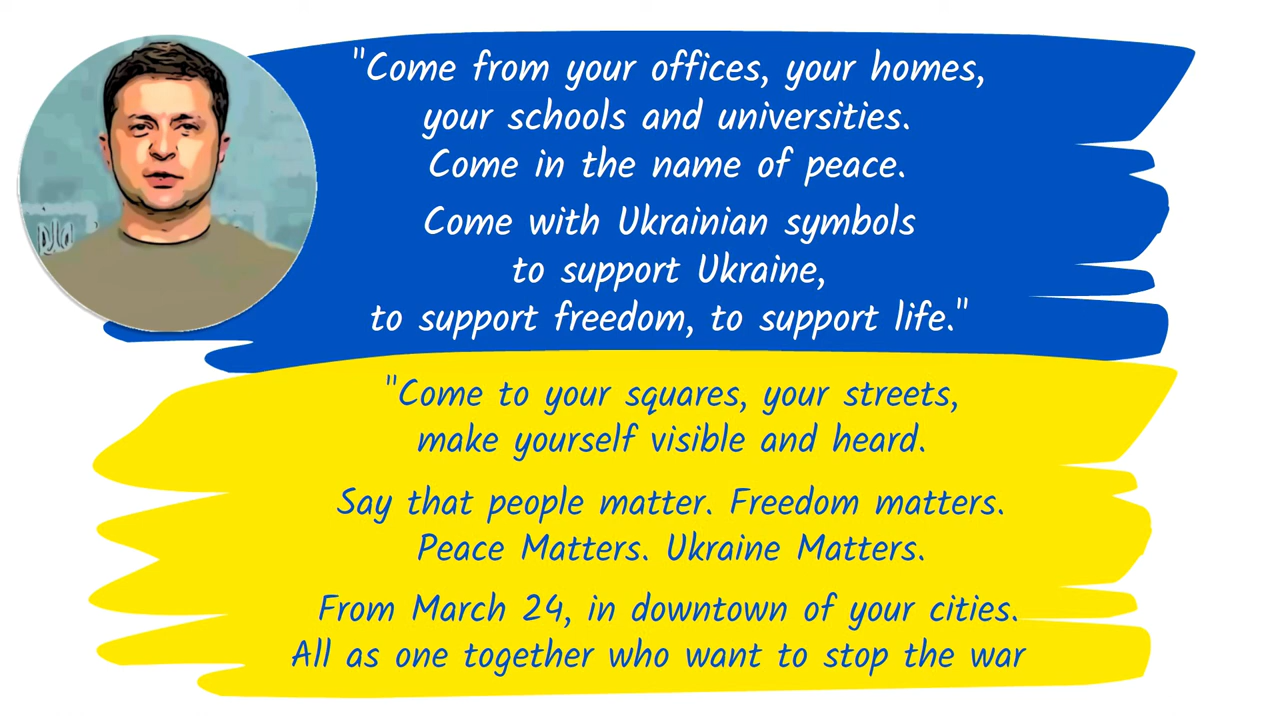 "Come from your offices, your homes,
your schools and universities.
Come in the name of peace.
Come with Ukrainian symbols
to support Ukraine,
to support freedom, to support life."
"Come to your squares, your streets,
make yourself visible and heard.
Say that people matter. Freedom matters.
Peace Matters. Ukraine Matters.
From March 24, in downtown of your cities.
All as one together who want to stop the war